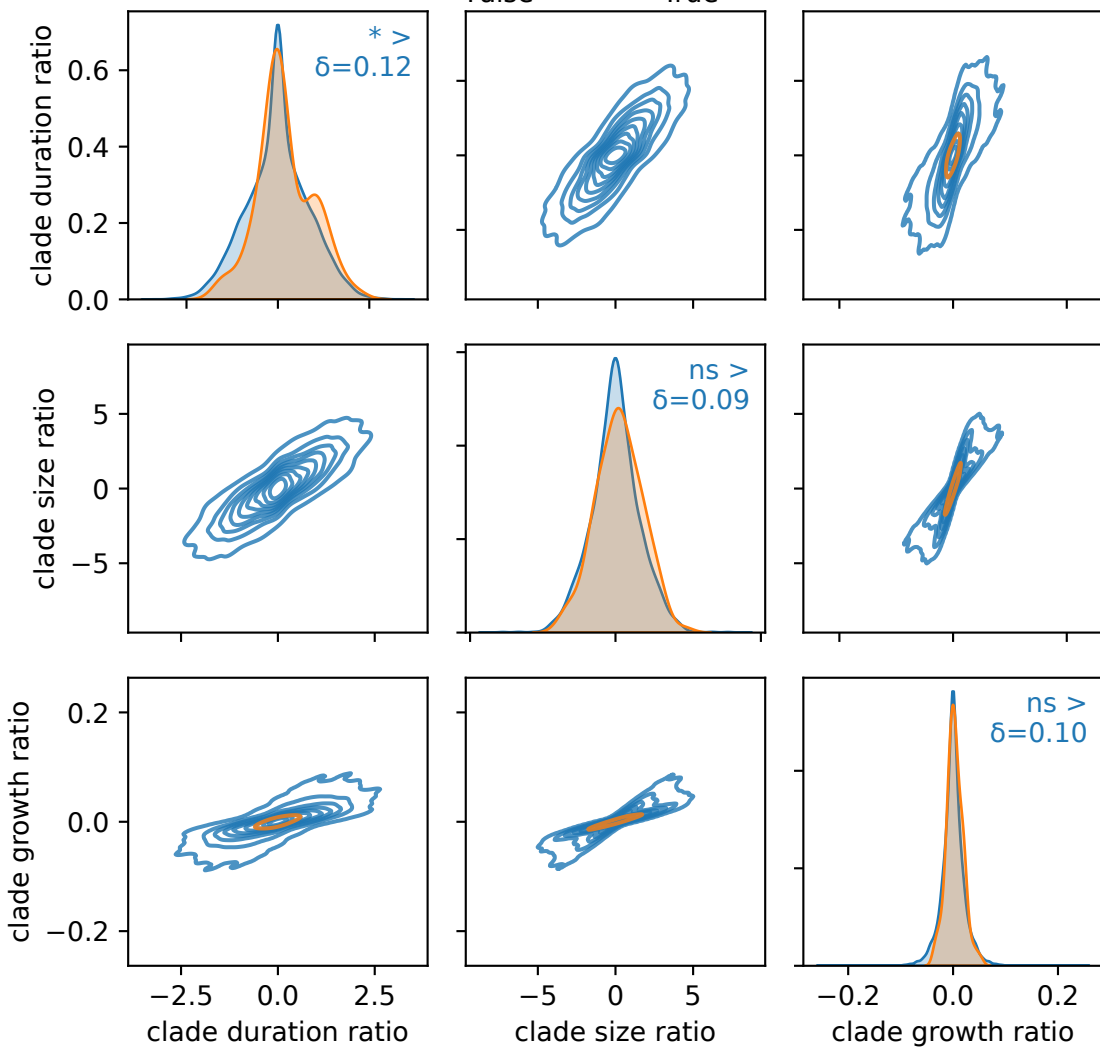 * >
δ=0.12
clade duration ratio
0.6
0.4
0.2
0.0
ns >
δ=0.09
clade size ratio
5
0
−5
ns >
δ=0.10
clade growth ratio
0.2
0.0
−0.2
−2.5 0.0 2.5 −5 0 5 −0.2 0.0 0.2
clade duration ratio clade size ratio clade growth ratio